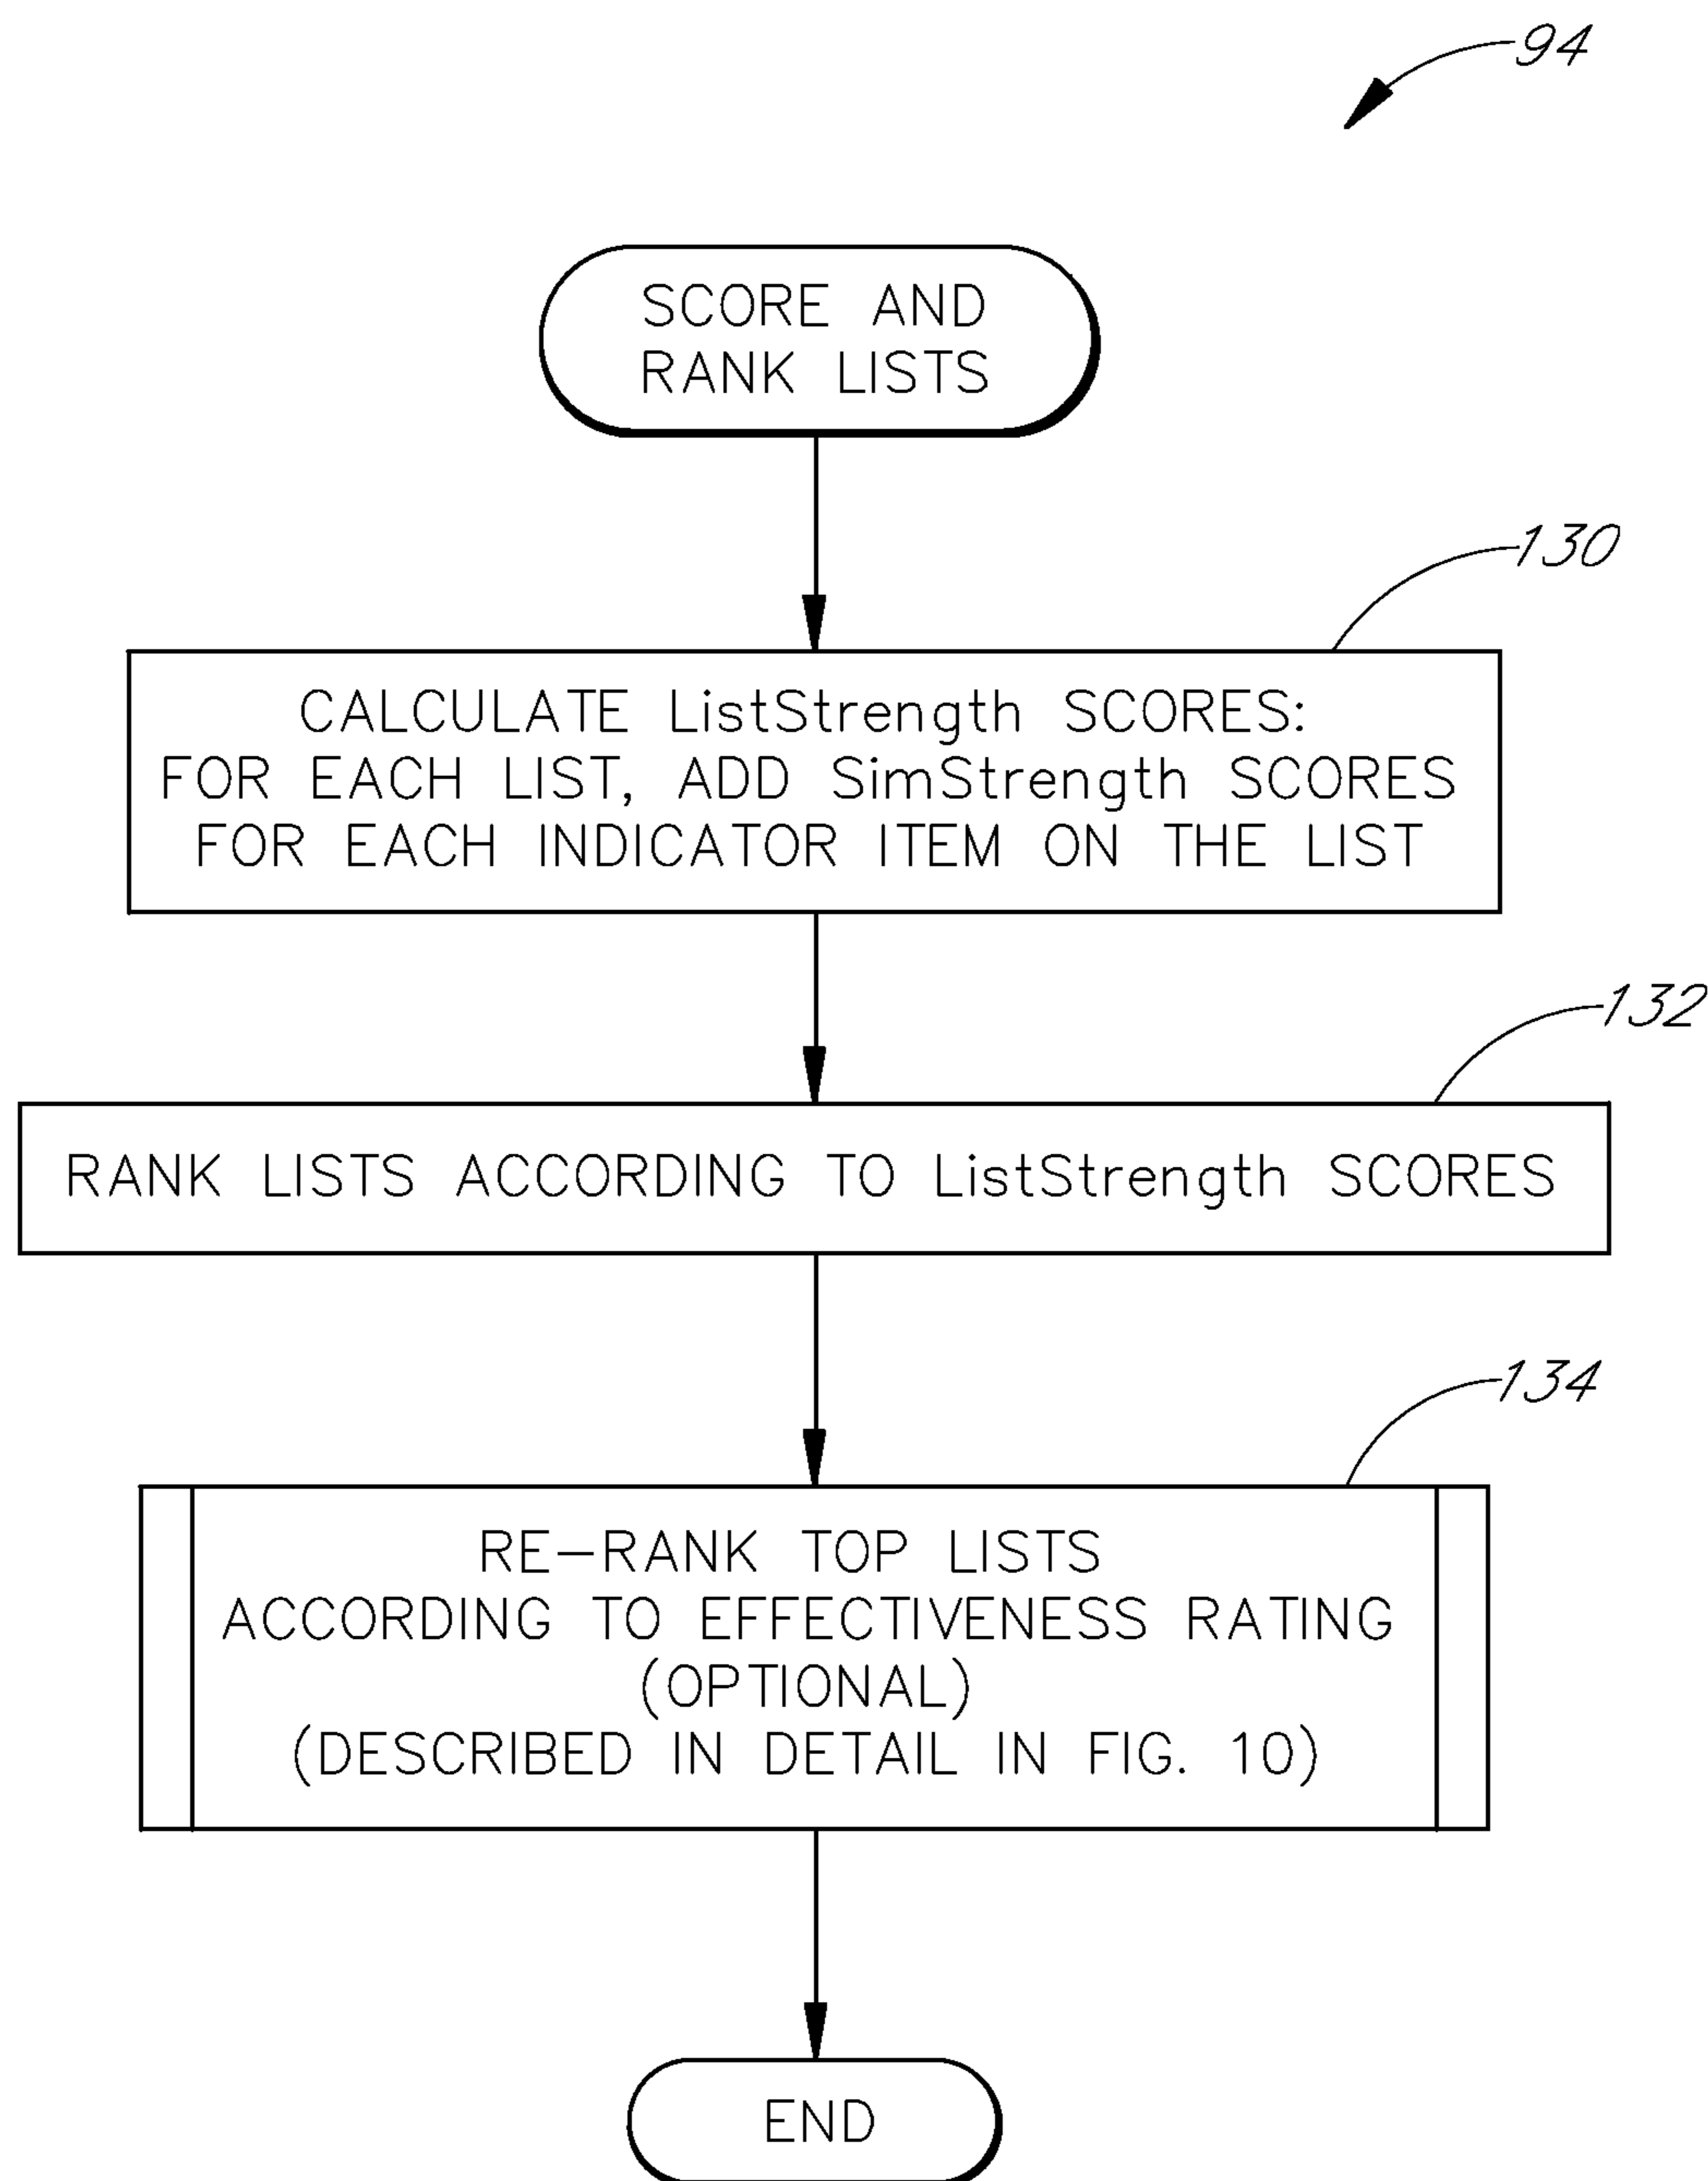 94
SCORE AND
RANK LISTS
130
CALCULATE ListStrength SCORES:
FOR EACH LIST, ADD SimStrength SCORES
FOR EACH INDICATOR ITEM ON THE LIST
132
RANK LISTS ACCORDING TO ListStrength SCORES
134
RE-RANK TOP LISTS
ACCORDING TO EFFECTIVENESS RATING
(OPTIONAL)
(DESCRIBED IN DETAIL IN FIG. 10)
END